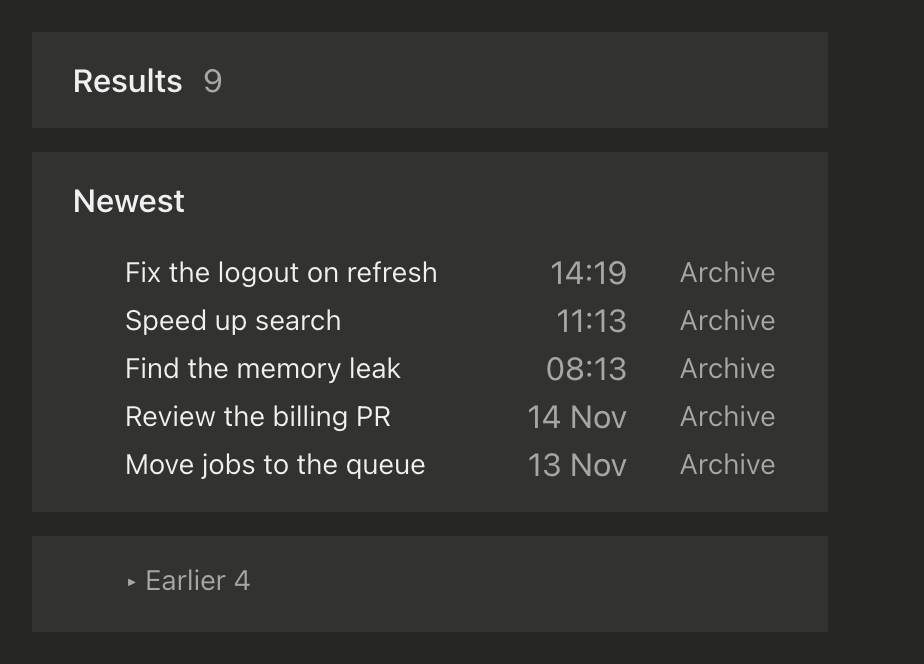 Results 9
Newest
Fix the logout on refresh 14:19 Archive
Speed up search 11:13 Archive
Find the memory leak 08:13 Archive
Review the billing PR 14 Nov Archive
Move jobs to the queue 13 Nov Archive
▸ Earlier 4